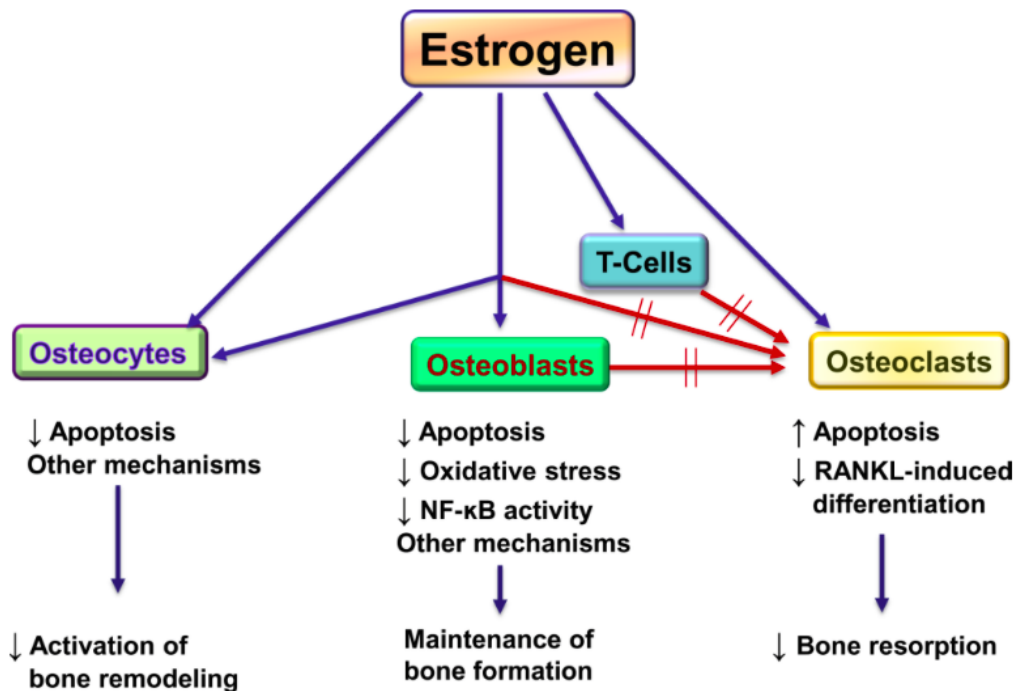 Estrogen
T-Cells
Osteocytes
Osteoblasts
Osteoclasts
↓ Apoptosis
Other mechanisms
↓ Activation of
bone remodeling
↓ Apoptosis
↓ Oxidative stress
↓ NF-κB activity
Other mechanisms
Maintenance of
bone formation
↑ Apoptosis
↓ RANKL-induced
differentiation
↓ Bone resorption